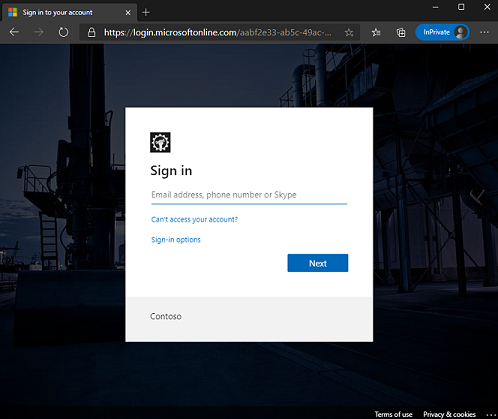 Sign in to your account
https://login.microsoftonline.com/aabf2e33-ab5c-49ac-...
InPrivate
Sign in
Email address, phone number or Skype
Can't access your account?
Sign-in options
Next
Contoso
Terms of use
Privacy & cookies
...